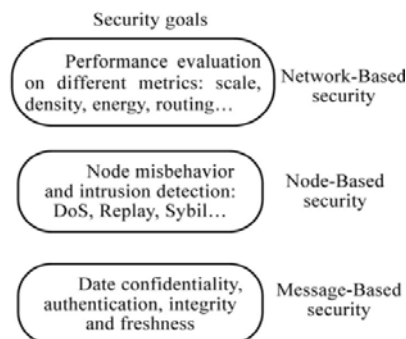 Security goals
Performance evaluation
on different metrics: scale,
density, energy, routing...
Network-Based
security
Node misbehavior
and intrusion detection:
DoS, Replay, Sybil...
Node-Based
security
Date confidentiality,
authentication, integrity
and freshness
Message-Based
security